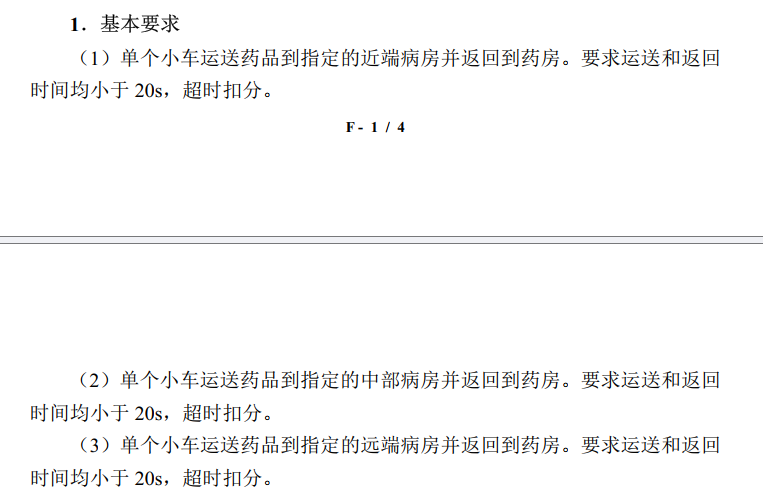 1．基本要求
（1）单个小车运送药品到指定的近端病房并返回到药房。要求运送和返回
时间均小于 20s，超时扣分。
F - 1 / 4
（2）单个小车运送药品到指定的中部病房并返回到药房。要求运送和返回
时间均小于 20s，超时扣分。
（3）单个小车运送药品到指定的远端病房并返回到药房。要求运送和返回
时间均小于 20s，超时扣分。